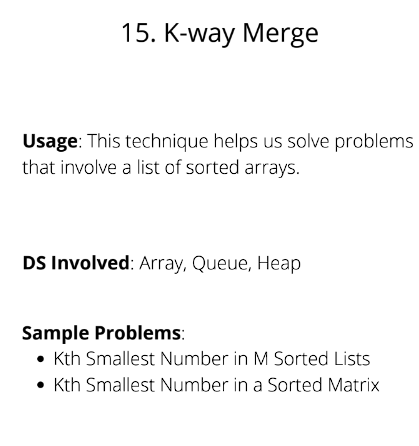 15. K-way Merge
Usage: This technique helps us solve problems
that involve a list of sorted arrays.
DS Involved: Array, Queue, Heap
Sample Problems:
• Kth Smallest Number in M Sorted Lists
• Kth Smallest Number in a Sorted Matrix